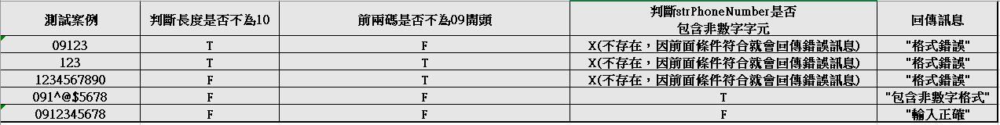 測試案例 判斷長度是否不為10 前兩碼是否不為09開頭 判斷strPhoneNumber是否 回傳訊息
包含非數字字元
09123 T F X(不存在，因前面條件符合就會回傳錯誤訊息) "格式錯誤"
123 T T X(不存在，因前面條件符合就會回傳錯誤訊息) "格式錯誤"
1234567890 F T X(不存在，因前面條件符合就會回傳錯誤訊息) "格式錯誤"
091^@$5678 F F T "包含非數字格式"
0912345678 F F F "輸入正確"